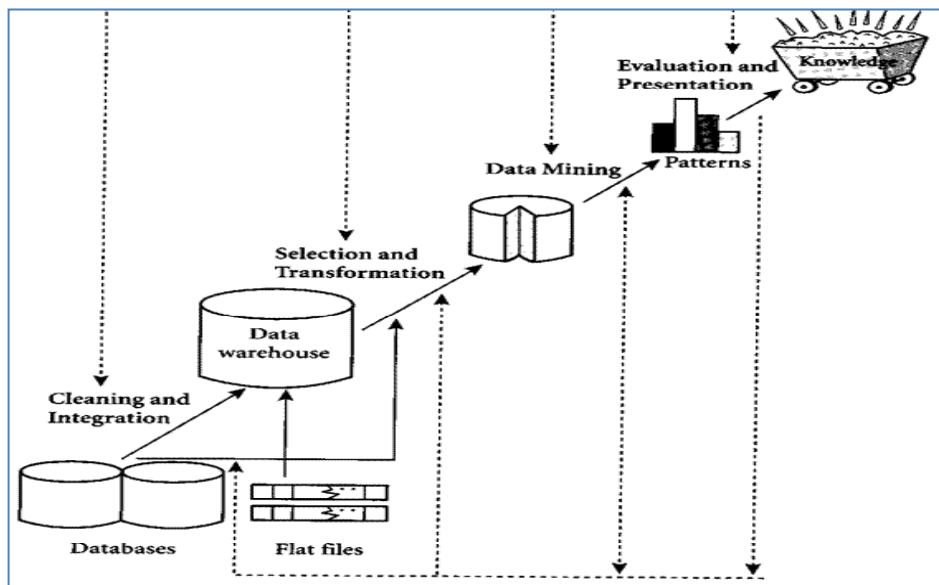 Evaluation and
Presentation
Knowledge
Patterns
Data Mining
Selection and
Transformation
Data
warehouse
Cleaning and
Integration
Databases
Flat files